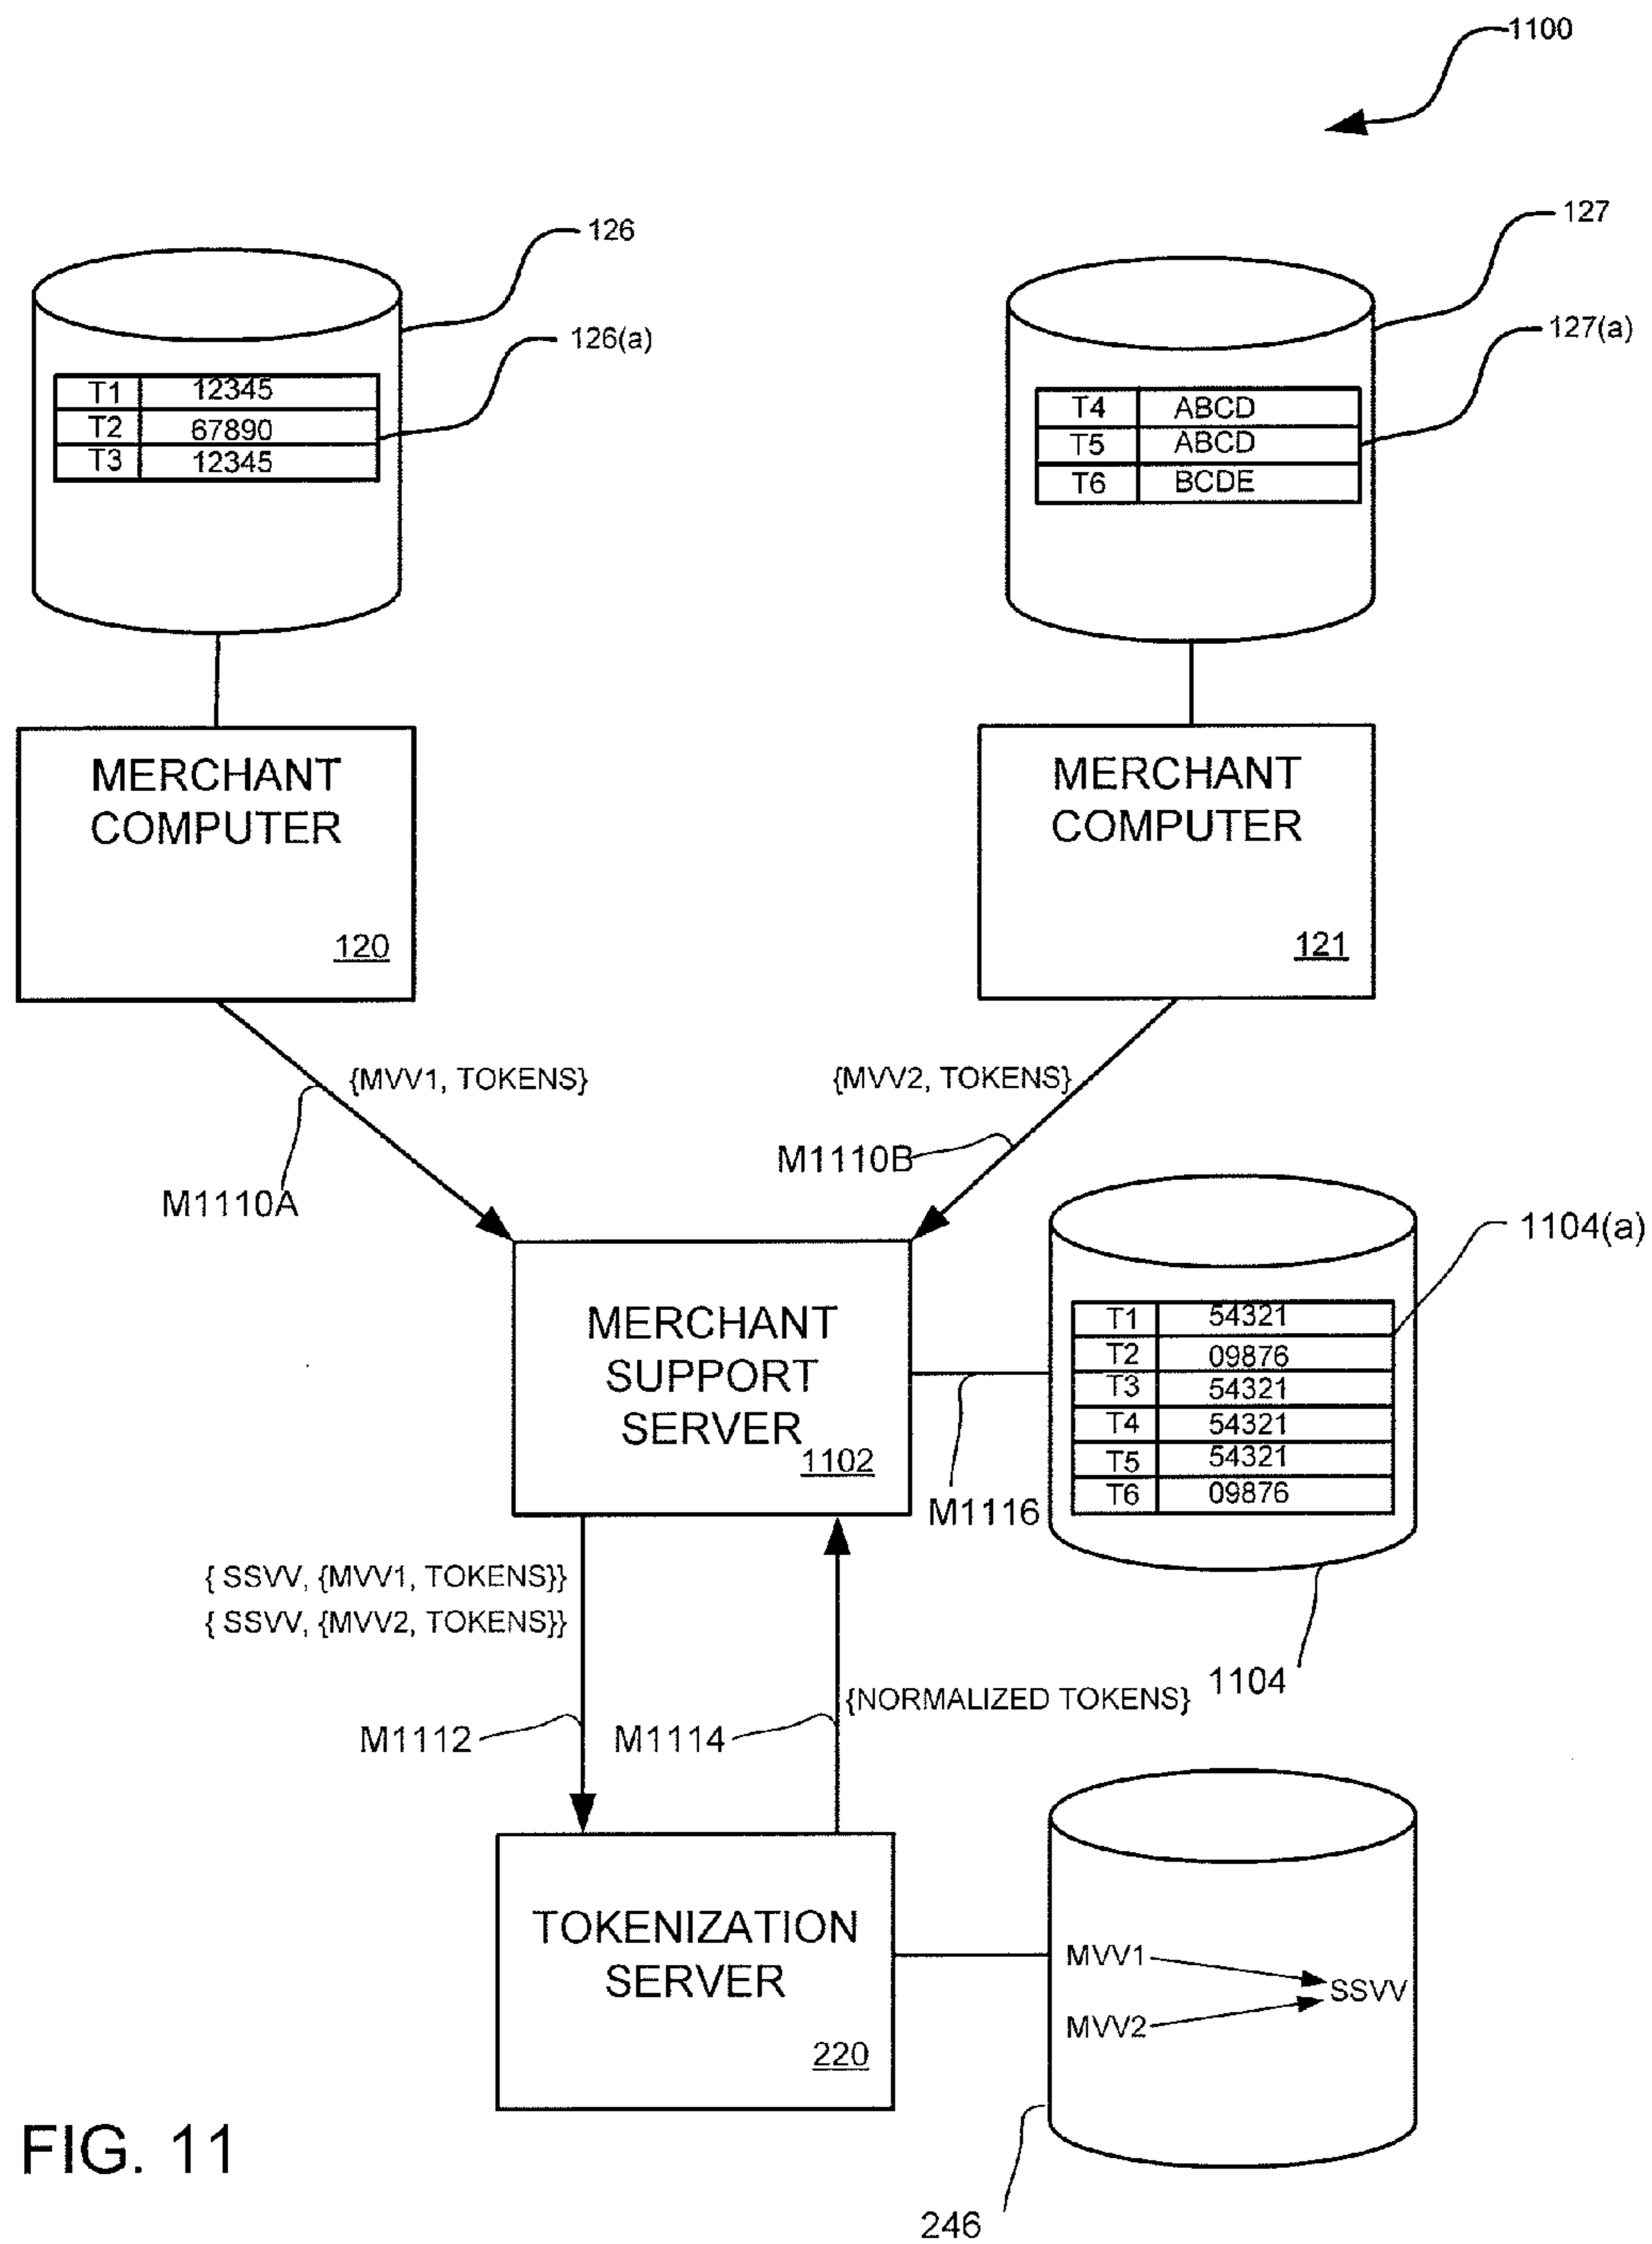 1100
126
127
126(a)
127(a)
T1 12345
T2 67890
T3 12345
T4 ABCD
T5 ABCD
T6 BCDE
MERCHANT
COMPUTER
120
MERCHANT
COMPUTER
121
{MVV1, TOKENS}
{MVV2, TOKENS}
M1110A
M1110B
1104(a)
MERCHANT
SUPPORT
SERVER
1102
T1 54321
T2 09876
T3 54321
T4 54321
T5 54321
T6 09876
M1116
{ SSVV, {MVV1, TOKENS}}
{ SSVV, {MVV2, TOKENS}}
1104
{NORMALIZED TOKENS}
M1112
M1114
TOKENIZATION
SERVER
220
MVV1
SSVV
MVV2
246
FIG. 11